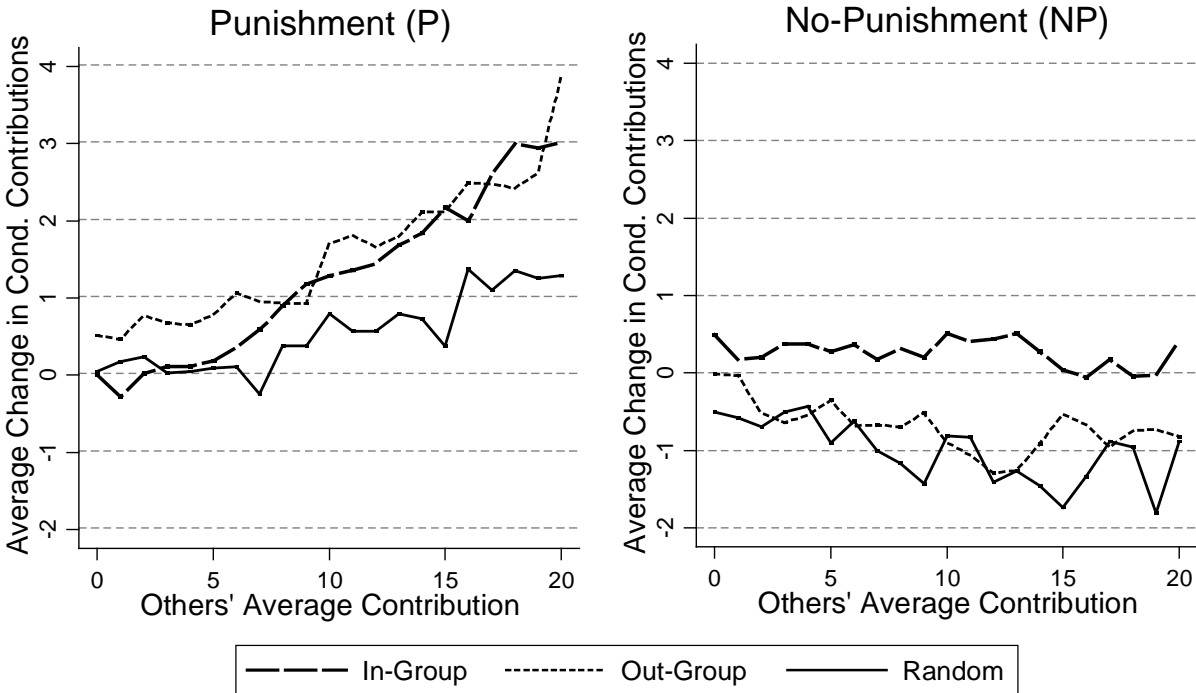 Punishment (P)
Average Change in Cond. Contributions
4
3
2
1
0
-1
-2
0 5 10 15 20
Others' Average Contribution
No-Punishment (NP)
Average Change in Cond. Contributions
4
3
2
1
0
-1
-2
0 5 10 15 20
Others' Average Contribution
In-Group Out-Group Random